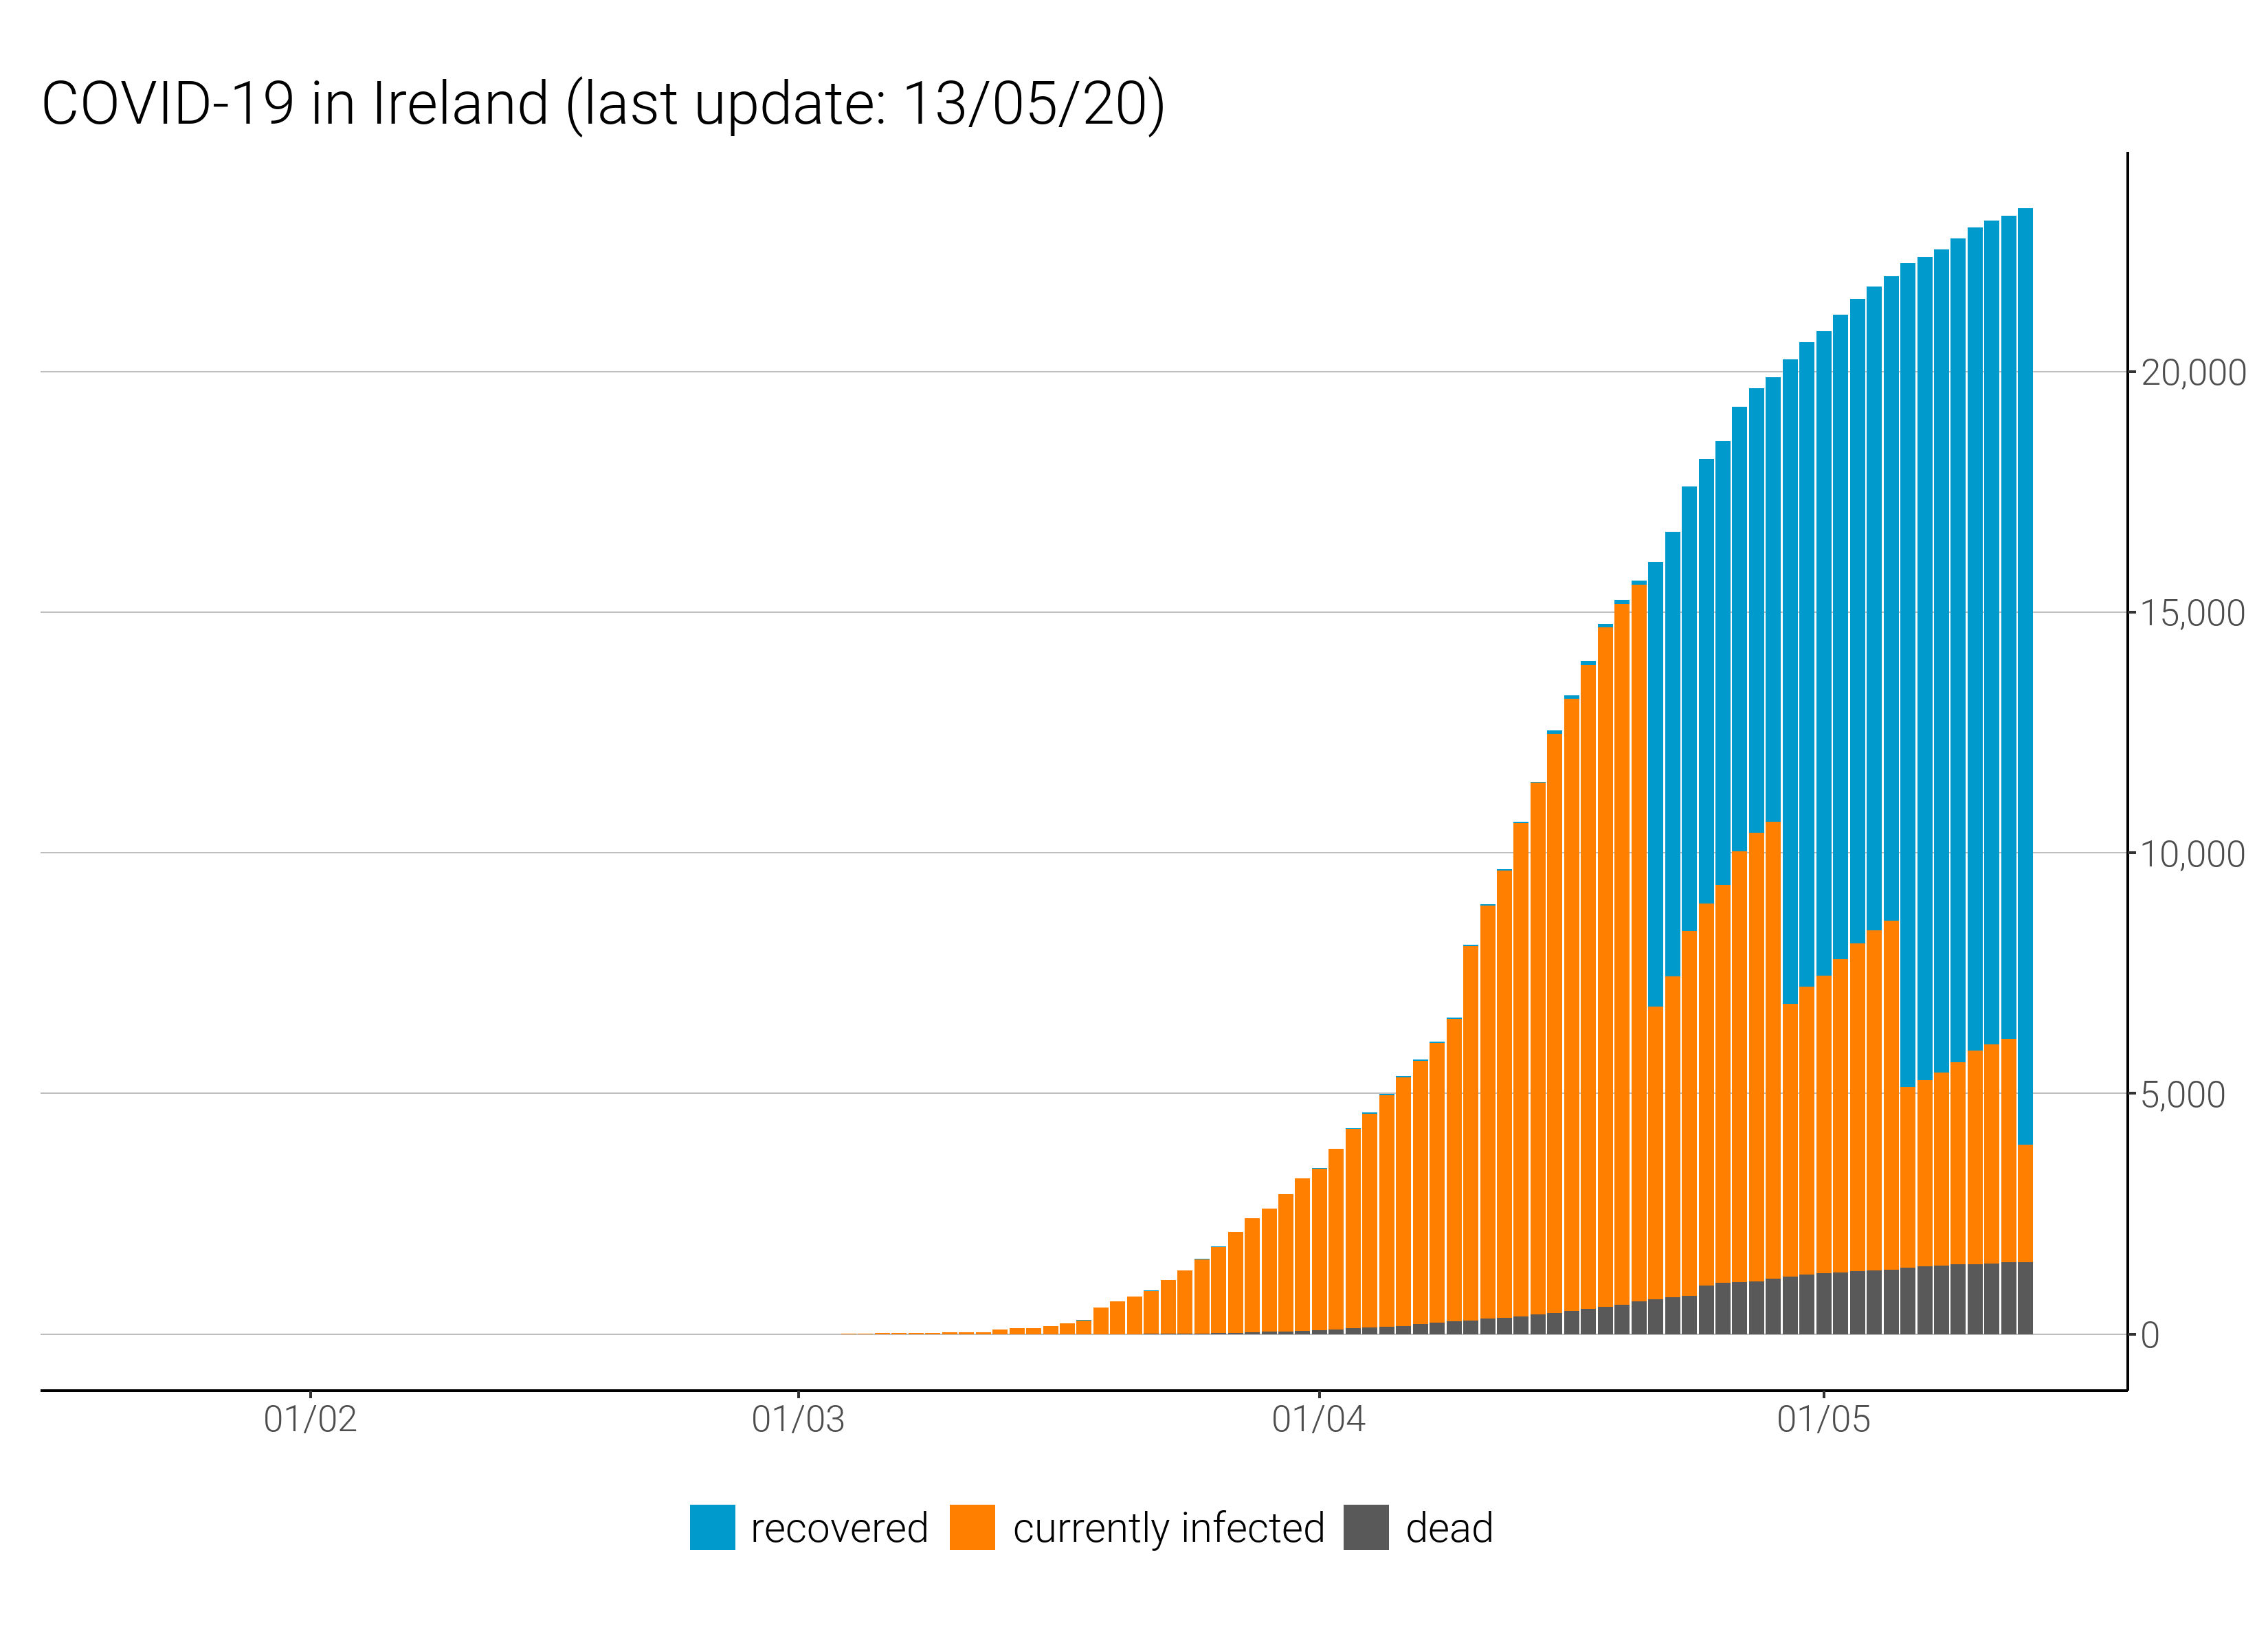 COVID-19 in Ireland (last update: 13/05/20)
20,000
15,000
10,000
5,000
0
01/02 01/03 01/04 01/05
recovered currently infected dead